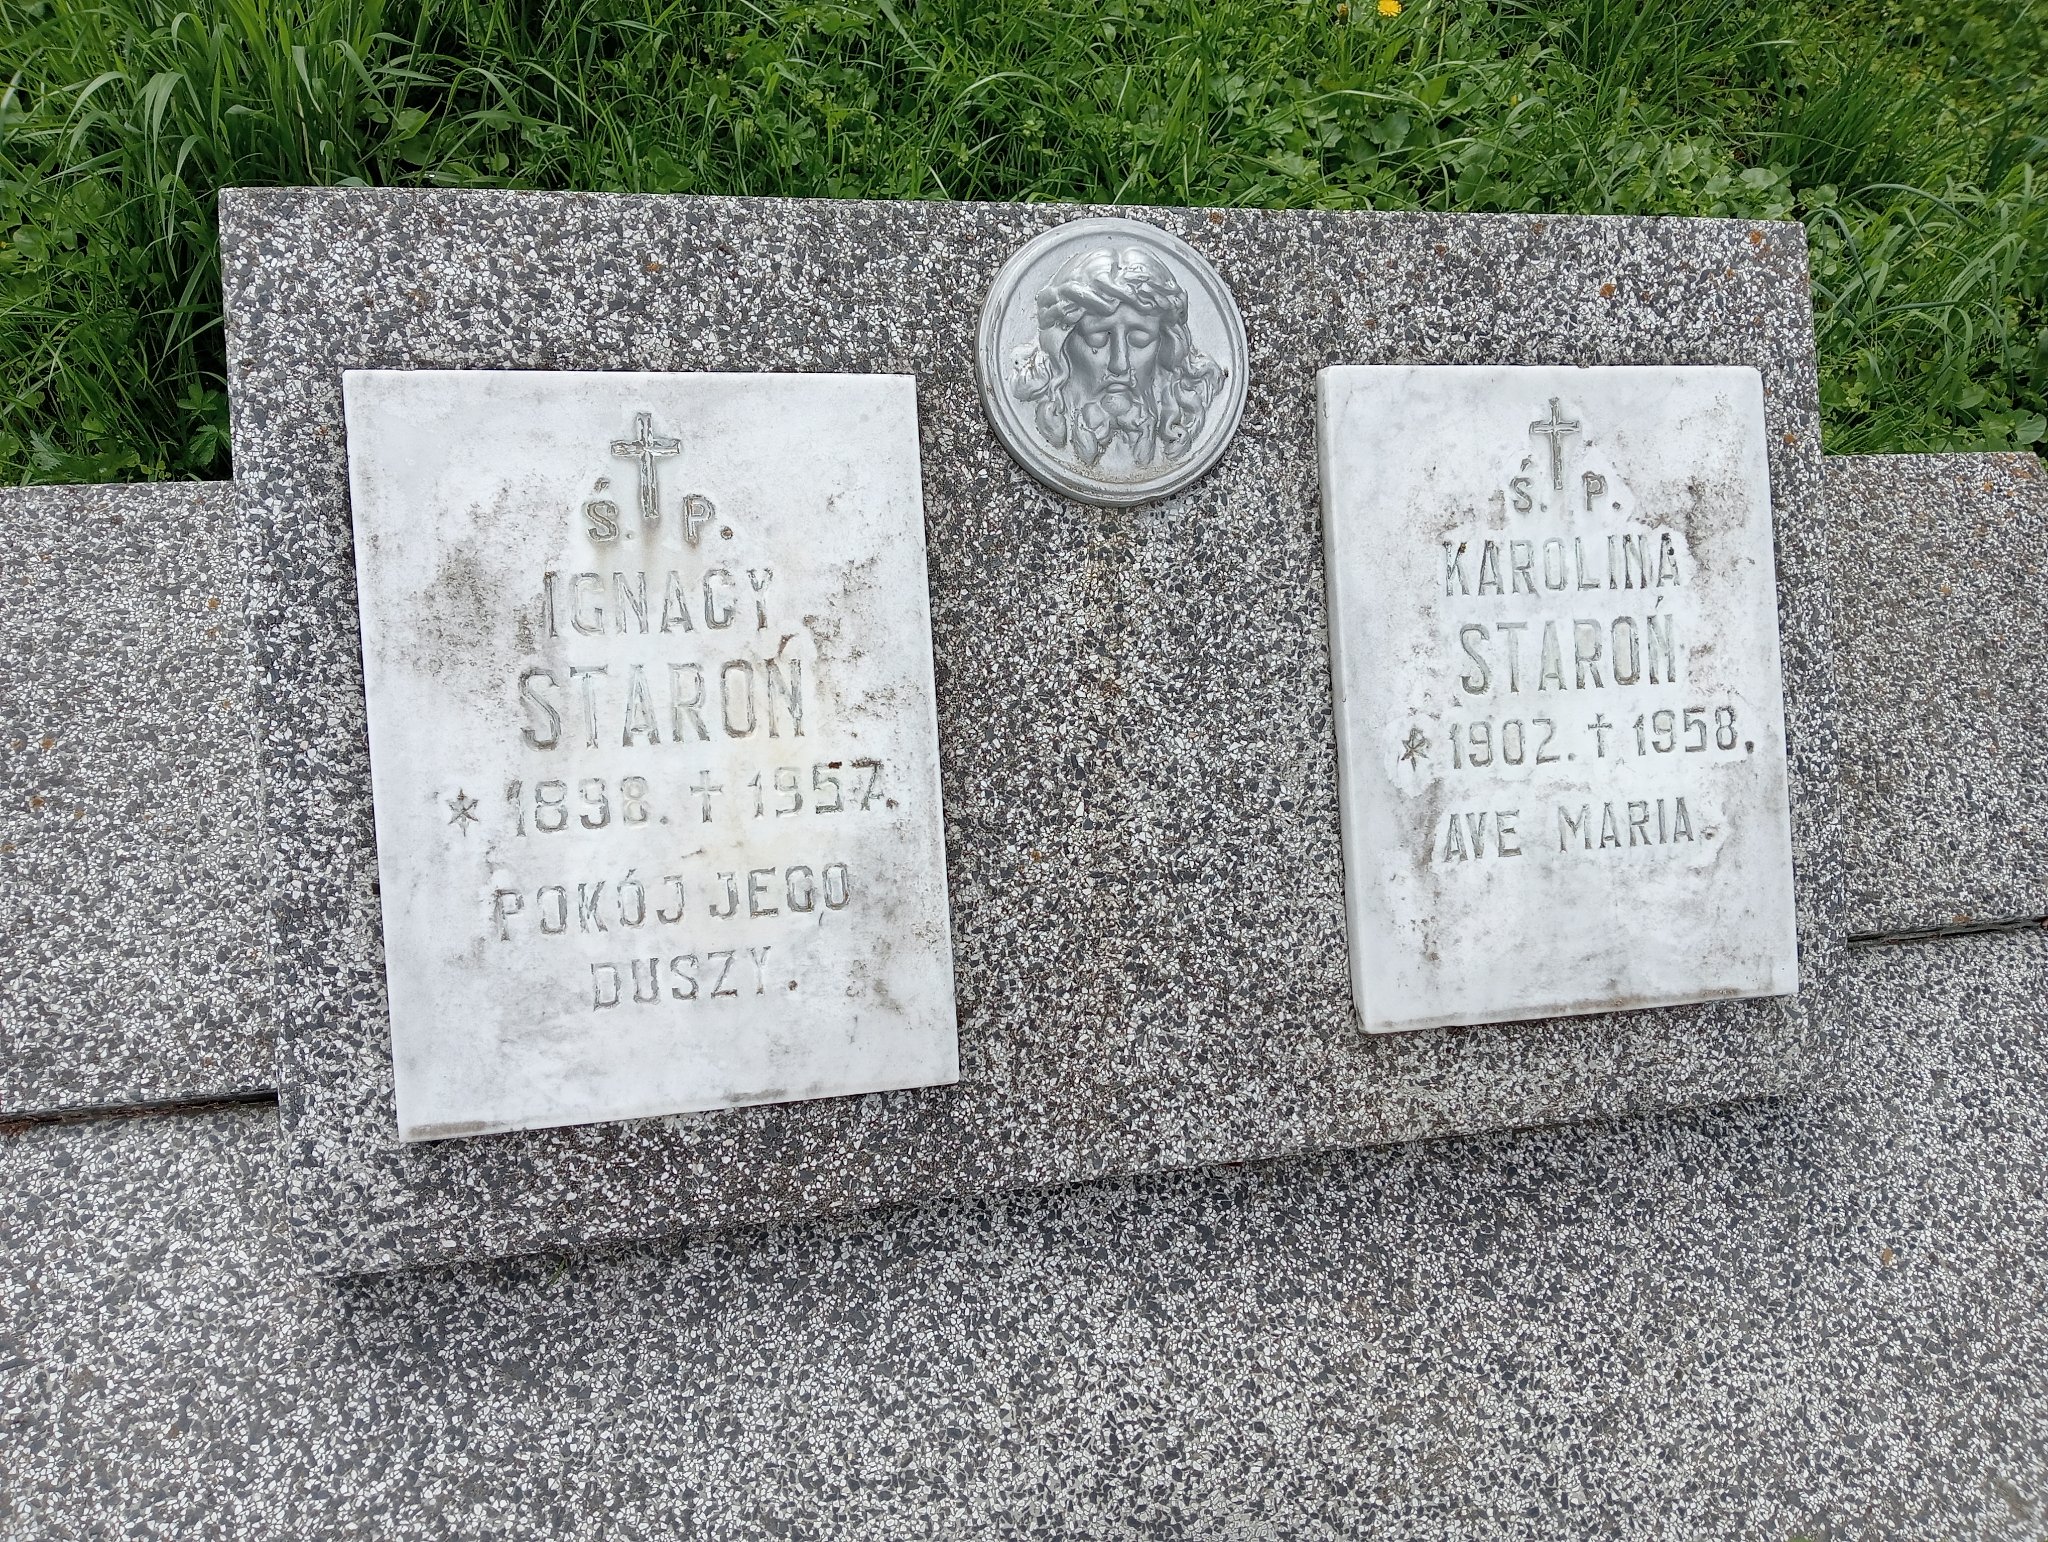 Ś. P.
IGNACY
STAROŃ
* 1898. † 1957.
POKÓJ JEGO
DUSZY.
Ś. P.
KAROLINA
STAROŃ
* 1902. † 1958.
AVE MARIA.